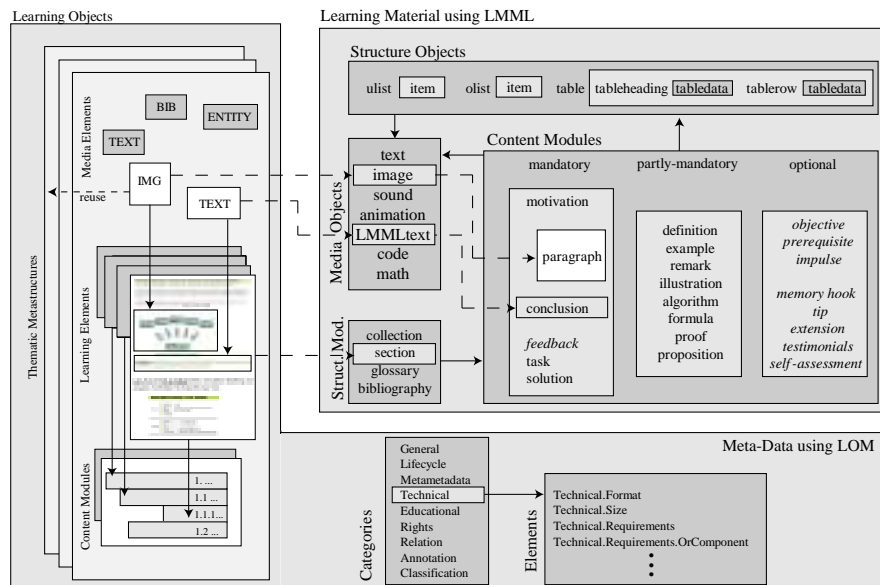 Learning Objects
Thematic Metastructures
Media Elements
BIB
ENTITY
TEXT
IMG
reuse
TEXT
Learning Elements
Content Modules
1. ...
1.1 ...
1.1.1...
1.2 ...
Learning Material using LMML
Structure Objects
ulist item olist item table tableheading tabledata tablerow tabledata
Media Objects
text
image
sound
animation
LMMLtext
code
math
Struct. Mod.
collection
section
glossary
bibliography
Content Modules
mandatory
motivation
paragraph
conclusion
feedback
task
solution
partly-mandatory
definition
example
remark
illustration
algorithm
formula
proof
proposition
optional
objective
prerequisite
impulse
memory hook
tip
extension
testimonials
self-assessment
Meta-Data using LOM
Categories
General
Lifecycle
Metametadata
Technical
Educational
Rights
Relation
Annotation
Classification
Elements
Technical.Format
Technical.Size
Technical.Requirements
Technical.Requirements.OrComponent